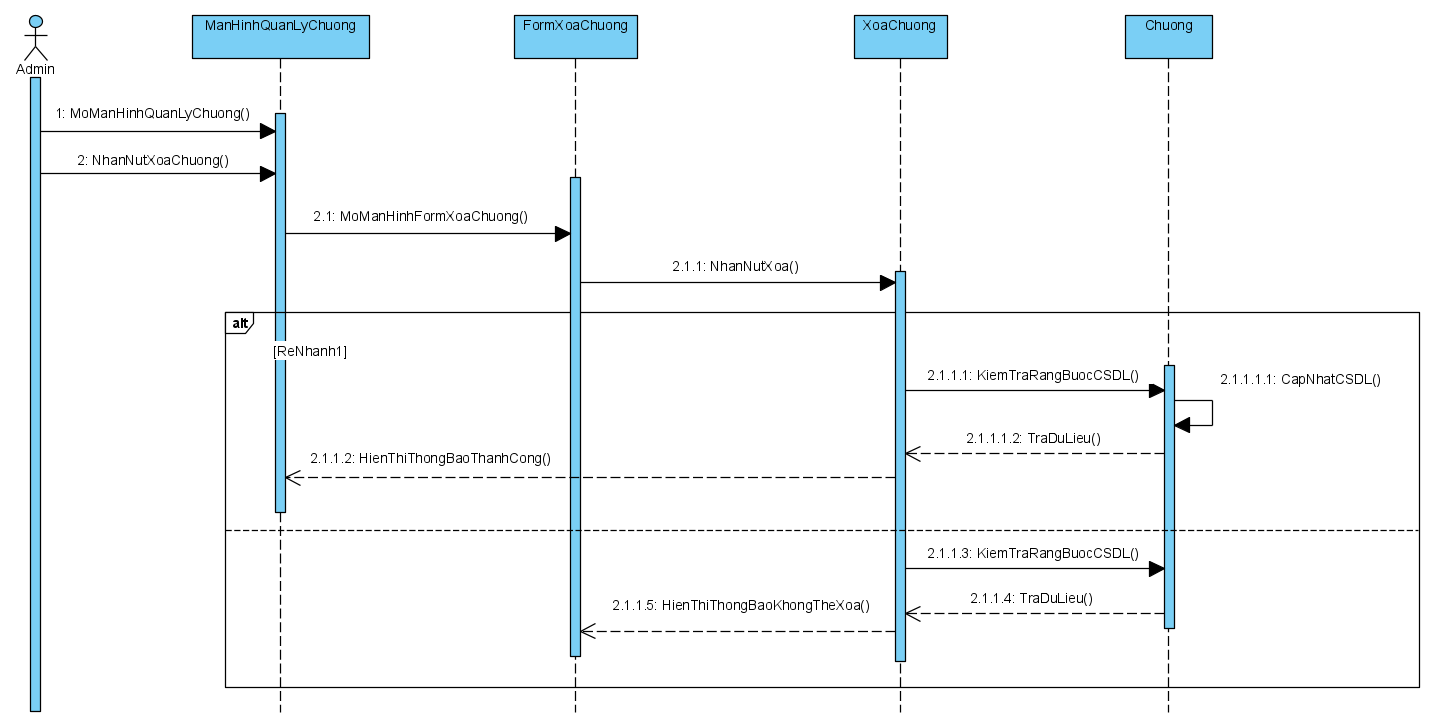 ManHinhQuanLyChuong
FormXoaChuong
XoaChuong
Chuong
Admin
1: MoManHinhQuanLyChuong()
2: NhanNutXoaChuong()
2.1: MoManHinhFormXoaChuong()
2.1.1: NhanNutXoa()
alt
[ReNhanh1]
2.1.1.1: KiemTraRangBuocCSDL()
2.1.1.1.1: CapNhatCSDL()
2.1.1.1.2: TraDuLieu()
2.1.1.2: HienThiThongBaoThanhCong()
2.1.1.3: KiemTraRangBuocCSDL()
2.1.1.4: TraDuLieu()
2.1.1.5: HienThiThongBaoKhongTheXoa()